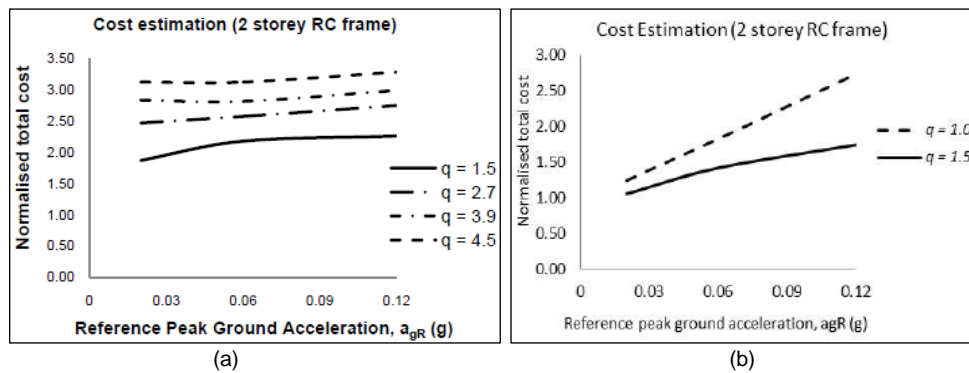 (a)
Cost estimation (2 storey RC frame)
Normalised total cost
3.50
3.00
2.50
2.00
1.50
1.00
0.50
0.00
0
0.03
0.06
0.09
0.12
q = 1.5
q = 2.7
q = 3.9
q = 4.5
Reference Peak Ground Acceleration, agR (g)
(a)
(b)
Cost Estimation (2 storey RC frame)
Normalised total cost
3.00
2.50
2.00
1.50
1.00
0.50
0.00
0
0.03
0.06
0.09
0.12
q = 1.0
q = 1.5
Reference peak ground acceleration, agR (g)
(b)